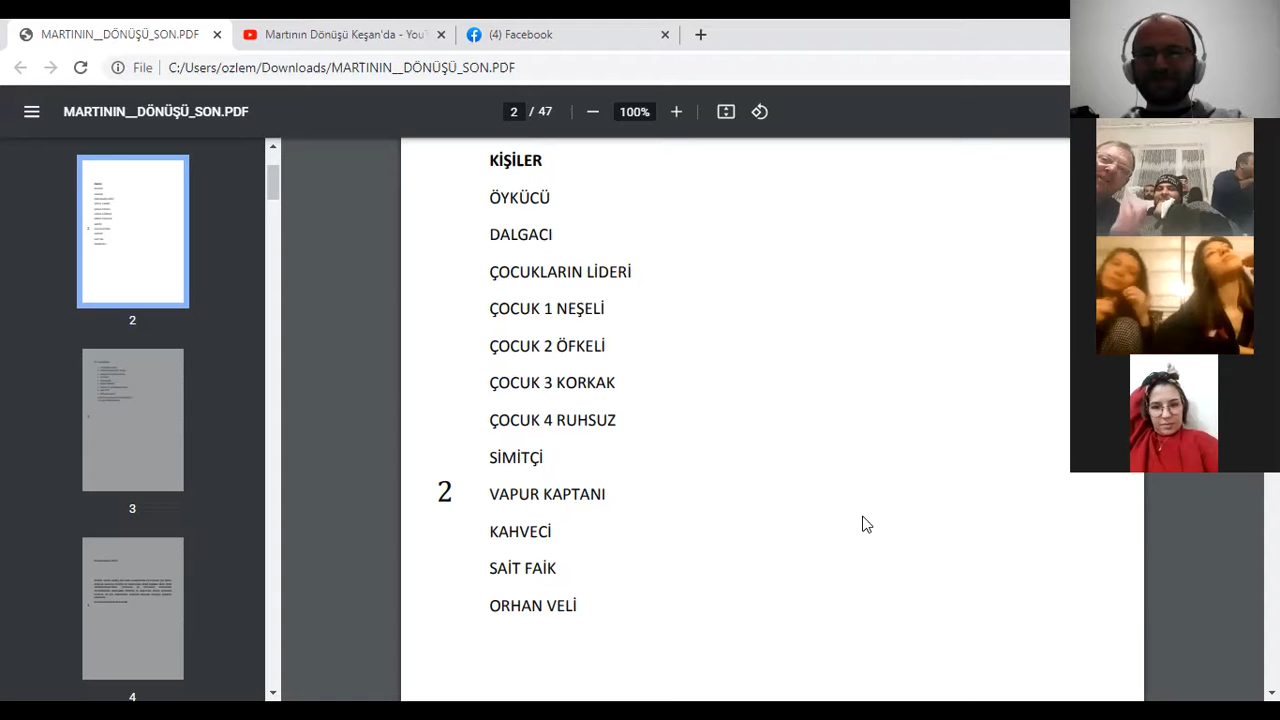 MARTININ__DÖNÜŞÜ_SON.PDF
Martının Dönüşü Keşan'da - You
(4) Facebook
File
C:/Users/ozlem/Downloads/MARTININ__DÖNÜŞÜ_SON.PDF
MARTININ__DÖNÜŞÜ_SON.PDF
2 / 47
100%
KİŞİLER
ÖYKÜCÜ
DALGACI
ÇOCUKLARIN LİDERİ
ÇOCUK 1 NEŞELİ
ÇOCUK 2 ÖFKELİ
ÇOCUK 3 KORKAK
ÇOCUK 4 RUHSUZ
SİMİTÇİ
2 VAPUR KAPTANI
KAHVECİ
SAİT FAİK
ORHAN VELİ
2
3
4